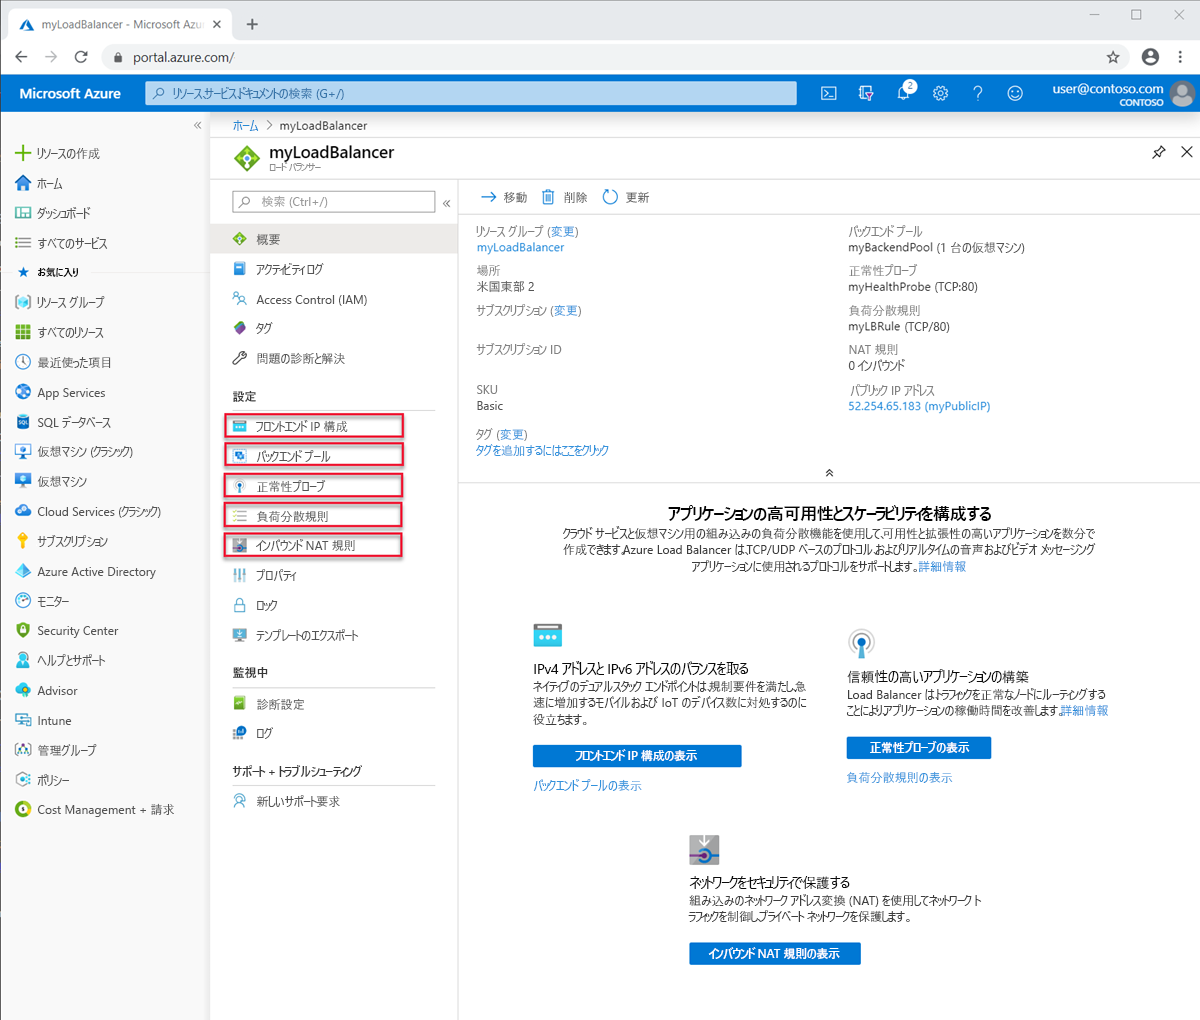 myLoadBalancer - Microsoft Azu
portal.azure.com/
Microsoft Azure
リソースサービスドキュメントの検索 (G+/)
2
user@contoso.com
CONTOSO
リソースの作成
ホーム
ダッシュボード
すべてのサービス
お気に入り
リソース グループ
すべてのリソース
最近使った項目
App Services
SQL データベース
仮想マシン (クラシック)
仮想マシン
Cloud Services (クラシック)
サブスクリプション
Azure Active Directory
モニター
Security Center
ヘルプとサポート
Advisor
Intune
管理グループ
ポリシー
Cost Management + 請求
ホーム > myLoadBalancer
myLoadBalancer
ロード バランサー
検索 (Ctrl+/)
概要
アクティビティ ログ
Access Control (IAM)
タグ
問題の診断と解決
設定
フロントエンド IP 構成
バックエンド プール
正常性プローブ
負荷分散規則
インバウンド NAT 規則
プロパティ
ロック
テンプレートのエクスポート
監視中
診断設定
ログ
サポート + トラブルシューティング
新しいサポート要求
移動 削除 更新
リソース グループ (変更)
myLoadBalancer
場所
米国東部 2
サブスクリプション (変更)
サブスクリプション ID
SKU
Basic
タグ (変更)
タグを追加するにはここをクリック
バックエンド プール
myBackendPool (1 台の仮想マシン)
正常性プローブ
myHealthProbe (TCP:80)
負荷分散規則
myLBRule (TCP/80)
NAT 規則
0 インバウンド
パブリック IP アドレス
52.254.65.183 (myPublicIP)
アプリケーションの高可用性とスケーラビリティを構成する
クラウド サービスと仮想マシン用の組み込みの負荷分散機能を使用して、可用性と拡張性の高いアプリケーションを数分で
作成できます。Azure Load Balancer は、TCP/UDP ベースのプロトコル、およびリアルタイムの音声およびビデオ メッセージング
アプリケーションに使用されるプロトコルをサポートします。詳細情報
IPv4 アドレスと IPv6 アドレスのバランスを取る
ネイティブのデュアルスタック エンドポイントは、規制要件を満たし、急
速に増加するモバイルおよび IoT のデバイス数に対処するのに
役立ちます。
フロントエンド IP 構成の表示
バックエンド プールの表示
信頼性の高いアプリケーションの構築
Load Balancer はトラフィックを正常なノードにルーティングする
ことによりアプリケーションの稼働時間を改善します。詳細情報
正常性プローブの表示
負荷分散規則の表示
ネットワークをセキュリティで保護する
組み込みのネットワーク アドレス変換 (NAT) を使用してネットワークト
ラフィックを制御し、プライベート ネットワークを保護します。
インバウンド NAT 規則の表示